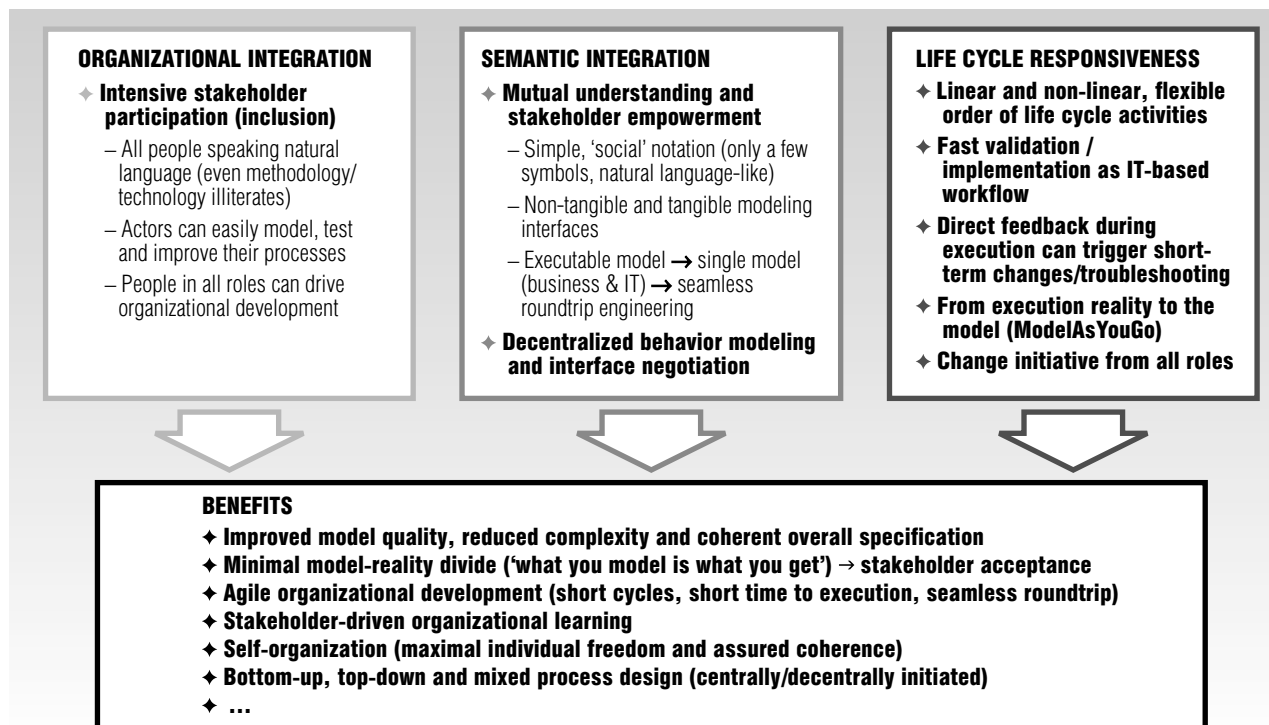 ORGANIZATIONAL INTEGRATION
✦ Intensive stakeholder
participation (inclusion)
– All people speaking natural
language (even methodology/
technology illiterates)
– Actors can easily model, test
and improve their processes
– People in all roles can drive
organizational development
SEMANTIC INTEGRATION
✦ Mutual understanding and
stakeholder empowerment
– Simple, ‘social’ notation (only a few
symbols, natural language-like)
– Non-tangible and tangible modeling
interfaces
– Executable model → single model
(business & IT) → seamless
roundtrip engineering
✦ Decentralized behavior modeling
and interface negotiation
LIFE CYCLE RESPONSIVENESS
✦ Linear and non-linear, flexible
order of life cycle activities
✦ Fast validation /
implementation as IT-based
workflow
✦ Direct feedback during
execution can trigger short-
term changes/troubleshooting
✦ From execution reality to the
model (ModelAsYouGo)
✦ Change initiative from all roles
BENEFITS
✦ Improved model quality, reduced complexity and coherent overall specification
✦ Minimal model-reality divide (‘what you model is what you get’) → stakeholder acceptance
✦ Agile organizational development (short cycles, short time to execution, seamless roundtrip)
✦ Stakeholder-driven organizational learning
✦ Self-organization (maximal individual freedom and assured coherence)
✦ Bottom-up, top-down and mixed process design (centrally/decentrally initiated)
✦ ...